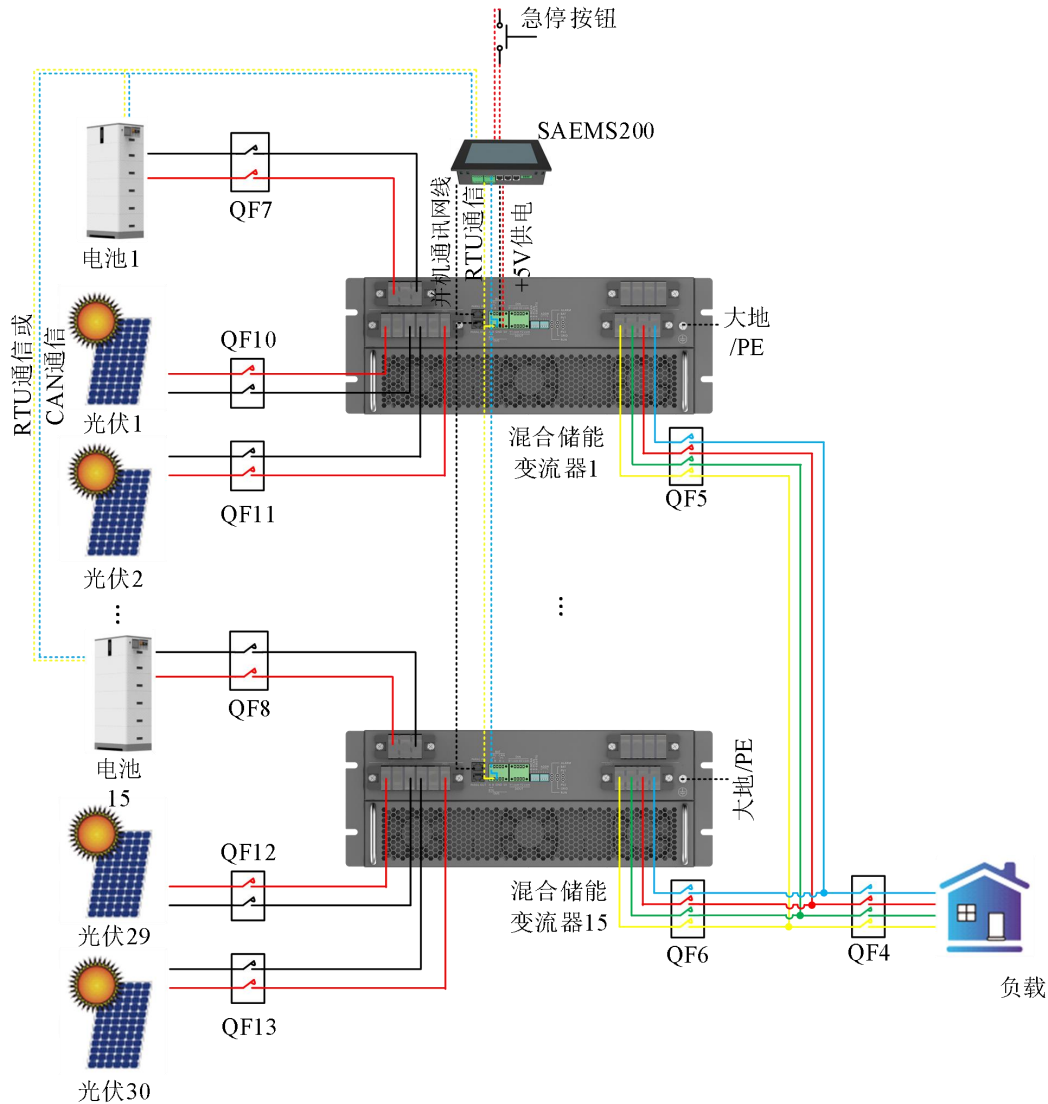 急停按钮
SAEMS200
QF7
电池1
并机通讯网线
RTU通信
+5V供电
大地
/PE
RTU通信或
CAN通信
QF10
光伏1
混合储能
变流器1
QF5
QF11
光伏2
QF8
电池
15
大地/PE
QF12
光伏29
混合储能
变流器15
QF6
QF4
负载
QF13
光伏30